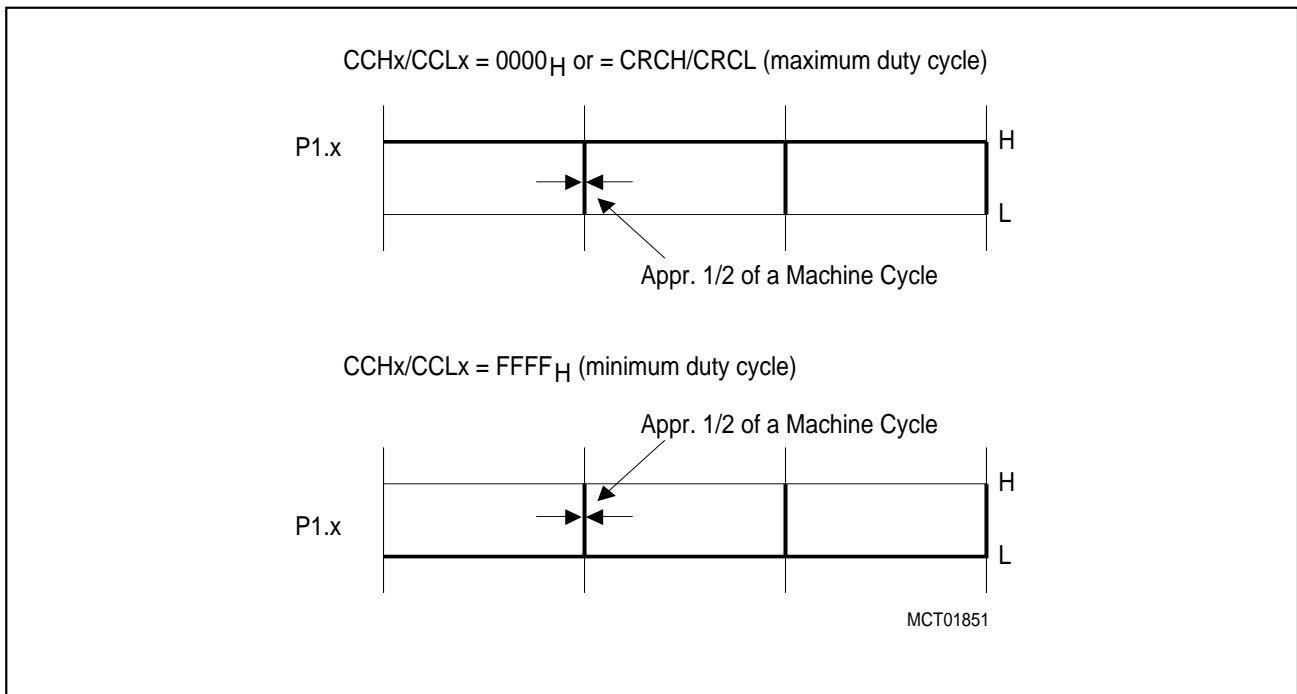 CCHx/CCLx = 0000H or = CRCH/CRCL (maximum duty cycle)
P1.x
H
L
Appr. 1/2 of a Machine Cycle
CCHx/CCLx = FFFFH (minimum duty cycle)
Appr. 1/2 of a Machine Cycle
H
P1.x
L
MCT01851